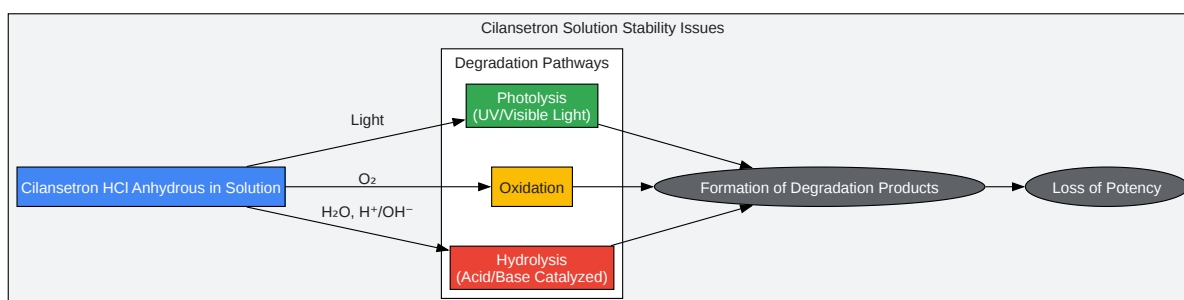 Cilansetron Solution Stability Issues
Degradation Pathways
Photolysis
(UV/Visible Light)
Light
Cilansetron HCl Anhydrous in Solution
O₂
Oxidation
Formation of Degradation Products
Loss of Potency
H₂O, H⁺/OH⁻
Hydrolysis
(Acid/Base Catalyzed)